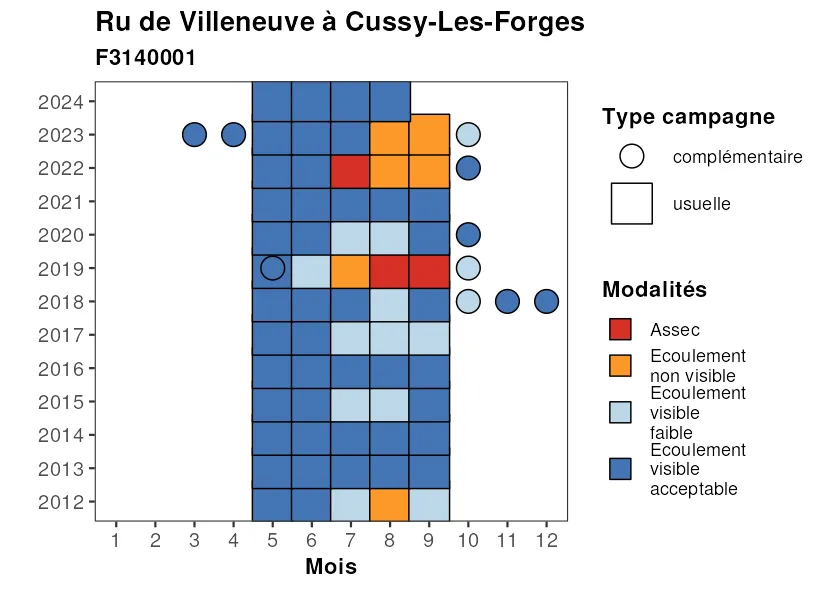 Ru de Villeneuve à Cussy-Les-Forges
F3140001
2024
2023
2022
2021
2020
2019
2018
2017
2016
2015
2014
2013
2012
1 2 3 4 5 6 7 8 9 10 11 12
Mois
Type campagne
complémentaire
usuelle
Modalités
Assec
Ecoulement
non visible
Ecoulement
visible
faible
Ecoulement
visible
acceptable